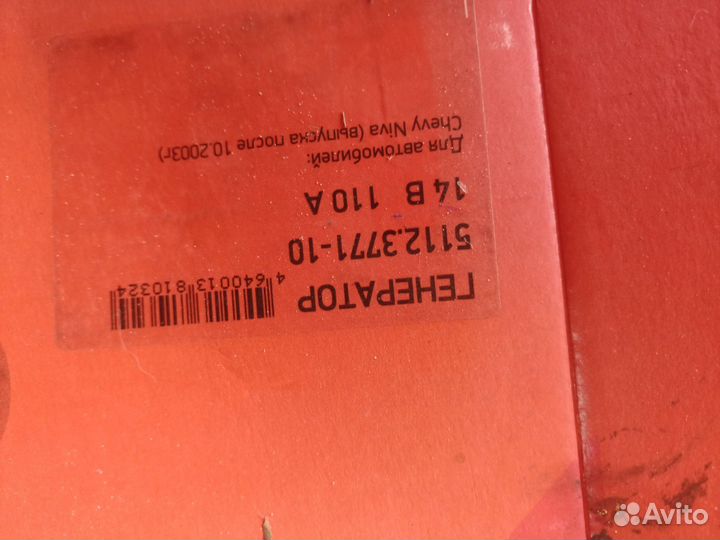 ГЕНЕРАТОР
5112.3771-10
14 В 110 А
Для автомобилей:
Chevy Niva (выпуска после 10.2003г)
4 640013 810324
Avito